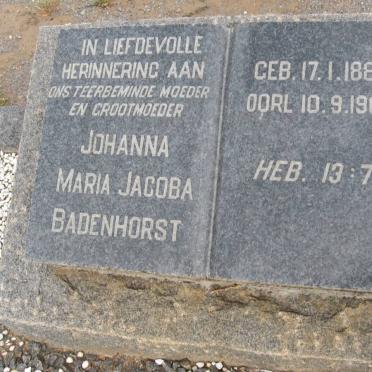 IN LIEFDEVOLLE
HERINNERING AAN
ONS TEERBEMINDE MOEDER
EN GROOTMOEDER
JOHANNA
MARIA JACOBA
BADENHORST
GEB. 17.1.188
OORL 10.9.19
HEB. 13:7